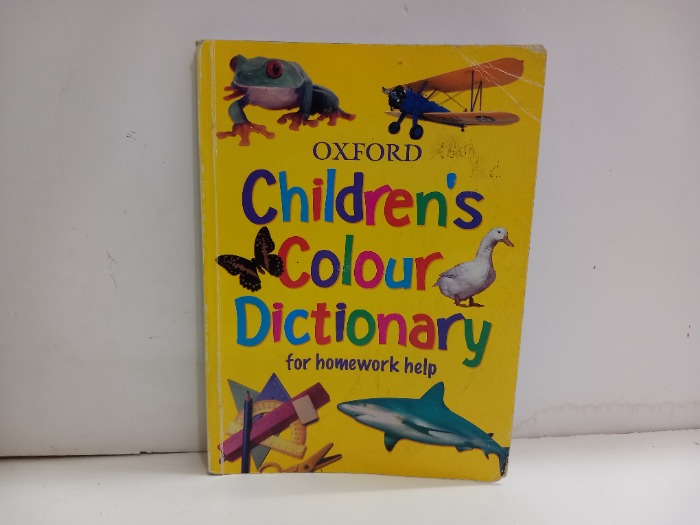 OXFORD
Children's
Colour
Dictionary
for homework help